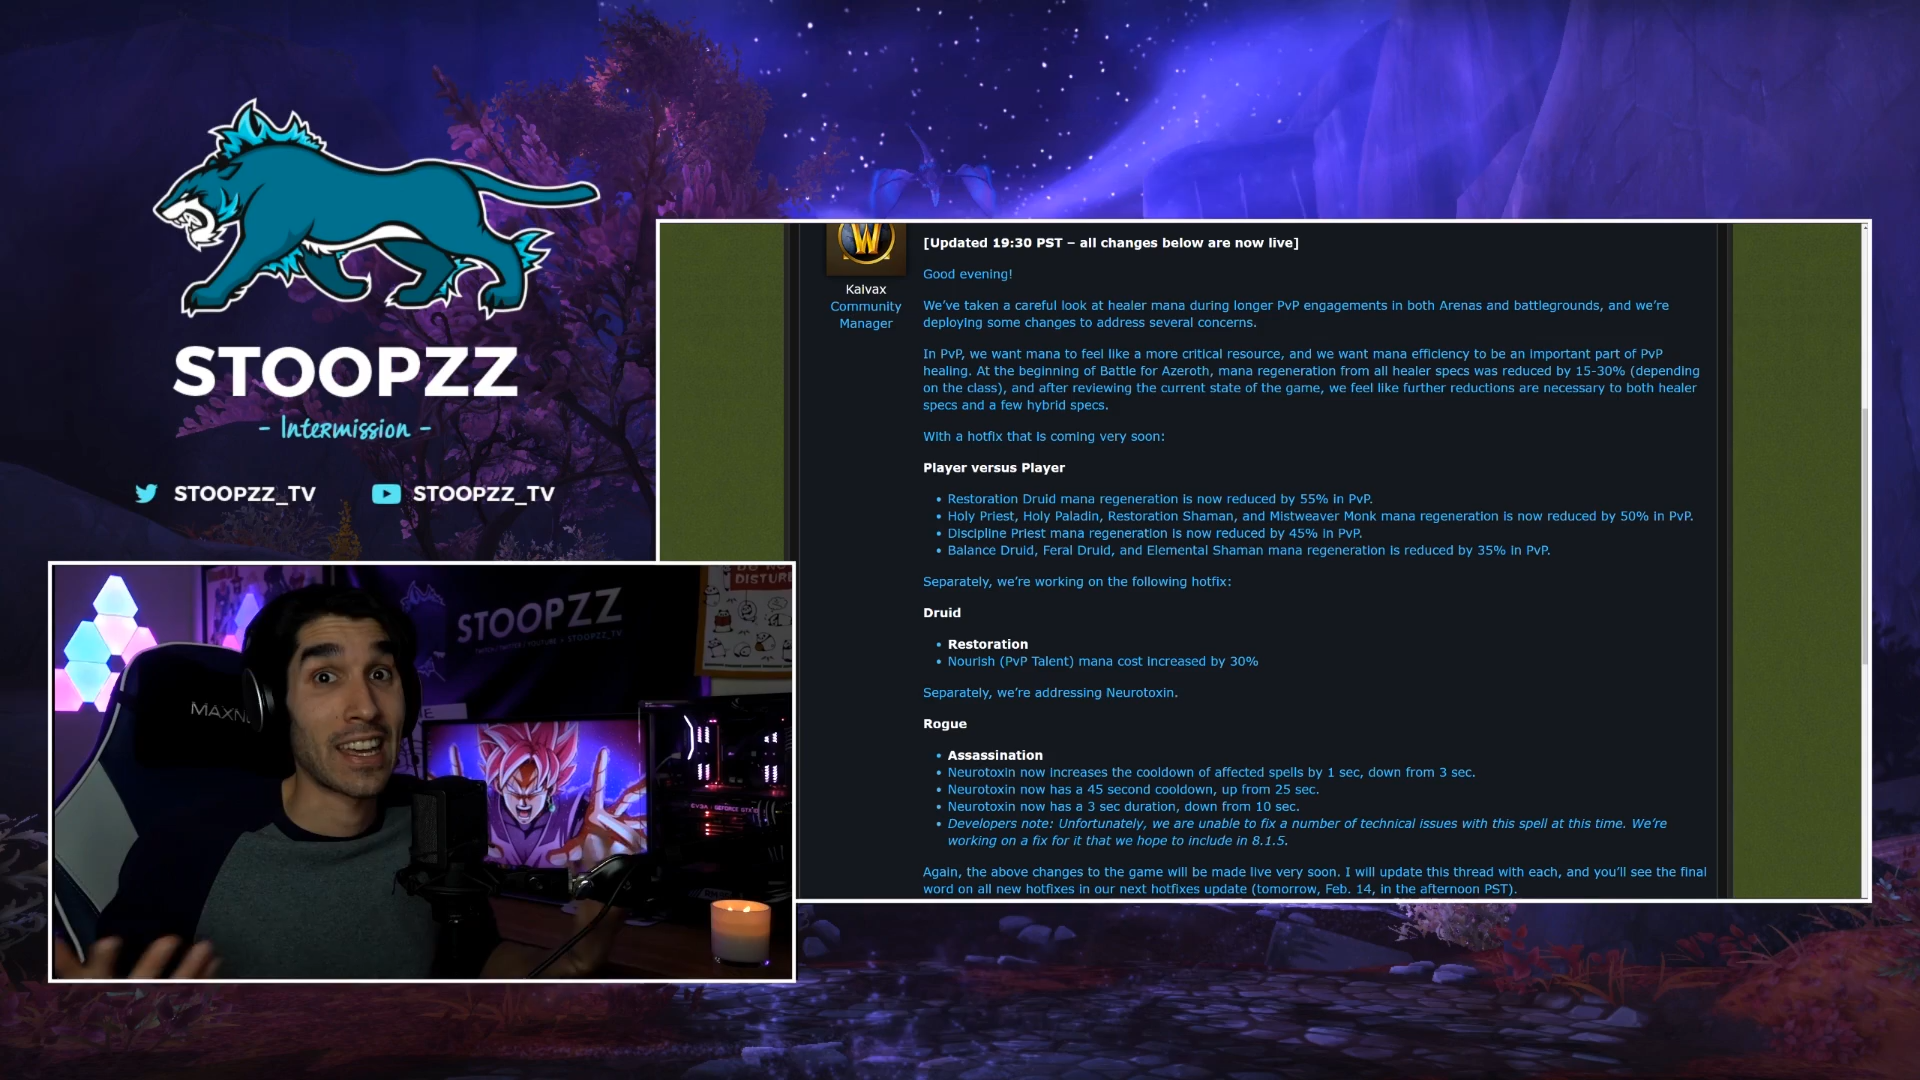 STOOPZZ
- Intermission -
STOOPZZ_TV
STOOPZZ_TV
[Updated 19:30 PST – all changes below are now live]
Kalvax
Community
Manager
Good evening!
We’ve taken a careful look at healer mana during longer PvP engagements in both Arenas and battlegrounds, and we’re
deploying some changes to address several concerns.
In PvP, we want mana to feel like a more critical resource, and we want mana efficiency to be an important part of PvP
healing. At the beginning of Battle for Azeroth, mana regeneration from all healer specs was reduced by 15-30% (depending
on the class), and after reviewing the current state of the game, we feel like further reductions are necessary to both healer
specs and a few hybrid specs.
With a hotfix that is coming very soon:
Player versus Player
• Restoration Druid mana regeneration is now reduced by 55% in PvP.
• Holy Priest, Holy Paladin, Restoration Shaman, and Mistweaver Monk mana regeneration is now reduced by 50% in PvP.
• Discipline Priest mana regeneration is now reduced by 45% in PvP.
• Balance Druid, Feral Druid, and Elemental Shaman mana regeneration is reduced by 35% in PvP.
Separately, we’re working on the following hotfix:
Druid
• Restoration
• Nourish (PvP Talent) mana cost increased by 30%
Separately, we’re addressing Neurotoxin.
Rogue
• Assassination
• Neurotoxin now increases the cooldown of affected spells by 1 sec, down from 3 sec.
• Neurotoxin now has a 45 second cooldown, up from 25 sec.
• Neurotoxin now has a 3 sec duration, down from 10 sec.
• Developers note: Unfortunately, we are unable to fix a number of technical issues with this spell at this time. We’re
working on a fix for it that we hope to include in 8.1.5.
Again, the above changes to the game will be made live very soon. I will update this thread with each, and you’ll see the final
word on all new hotfixes in our next hotfixes update (tomorrow, Feb. 14, in the afternoon PST).
DO NOT
DISTURB
STOOPZZ
MAXN